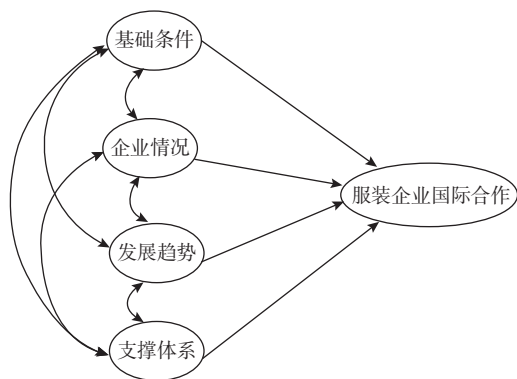 基础条件
企业情况
服装企业国际合作
发展趋势
支撑体系